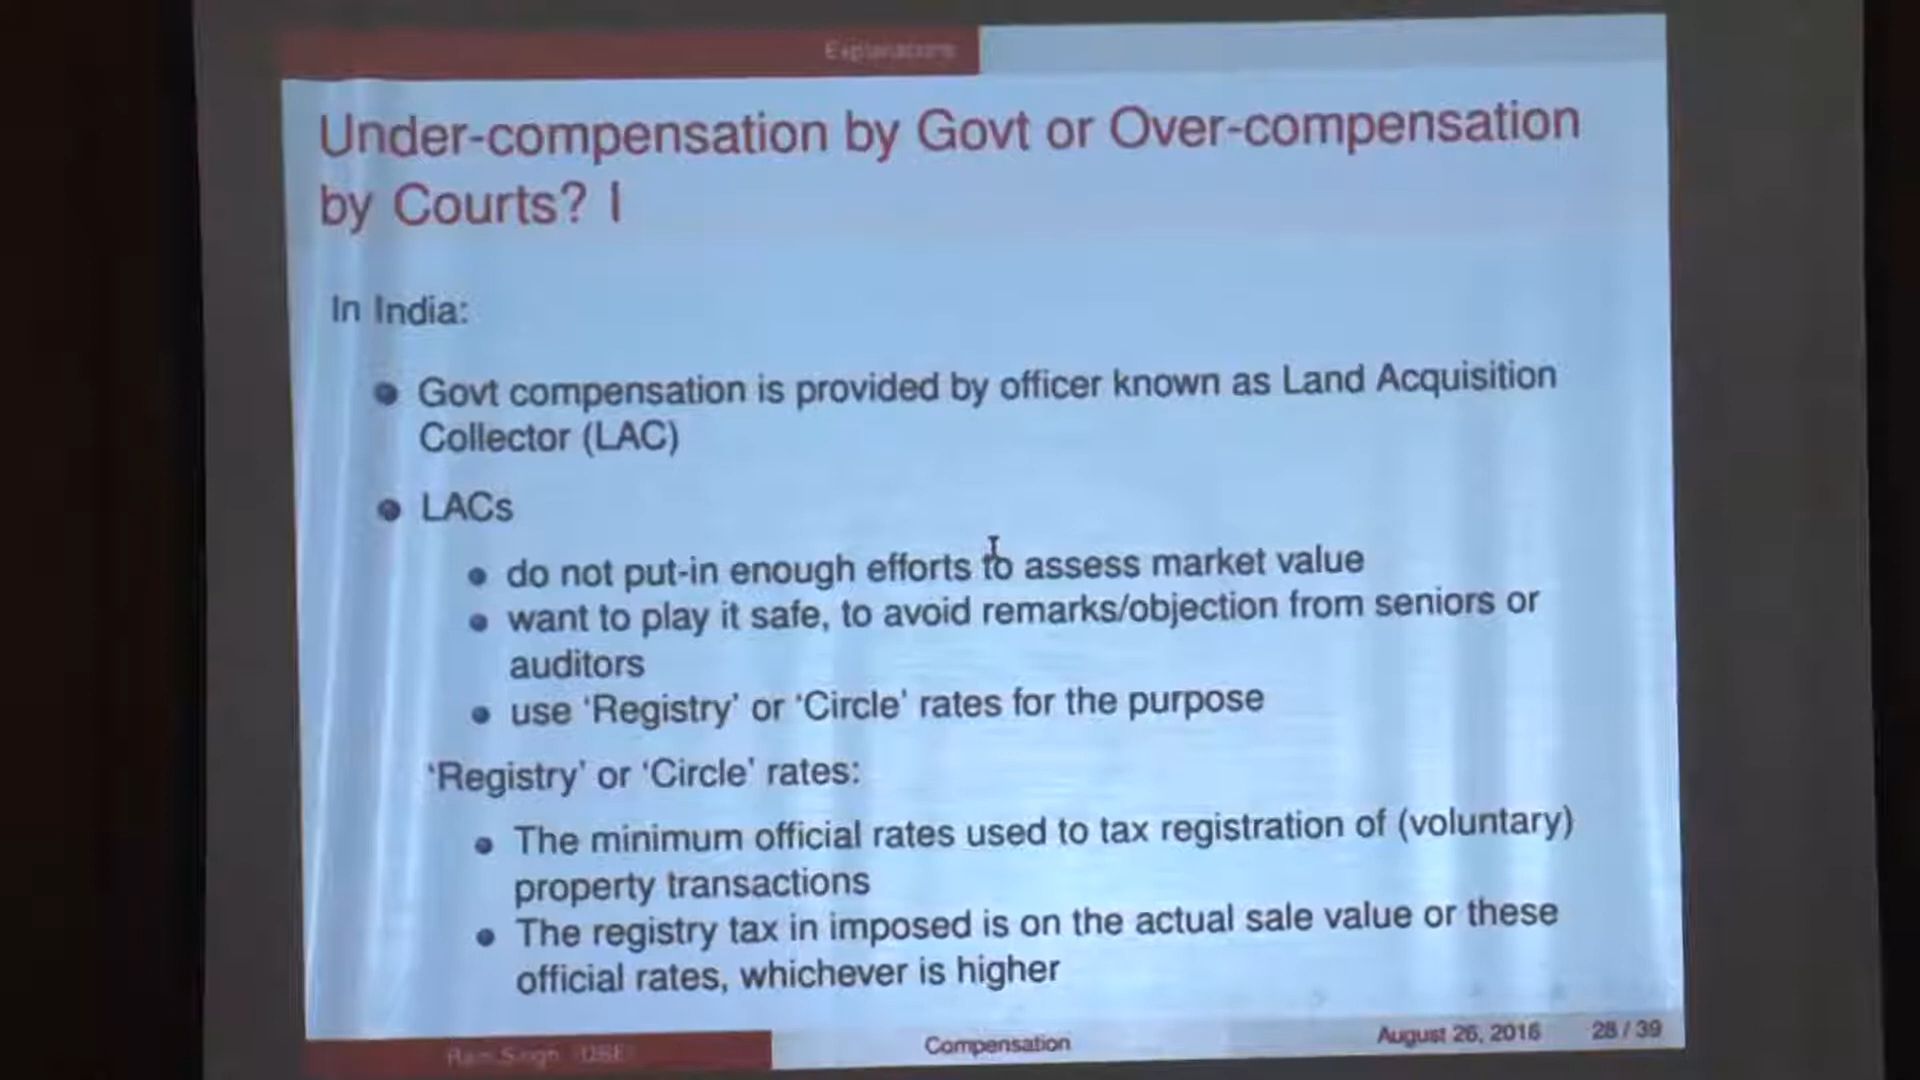 Explanations
Under-compensation by Govt or Over-compensation
by Courts? I
In India:
Govt compensation is provided by officer known as Land Acquisition
Collector (LAC)
LACs
do not put-in enough efforts to assess market value
want to play it safe, to avoid remarks/objection from seniors or
auditors
use ‘Registry’ or ‘Circle’ rates for the purpose
‘Registry’ or ‘Circle’ rates:
The minimum official rates used to tax registration of (voluntary)
property transactions
The registry tax in imposed is on the actual sale value or these
official rates, whichever is higher
Ram Singh (DSE)
Compensation
August 26, 2016
28 / 39